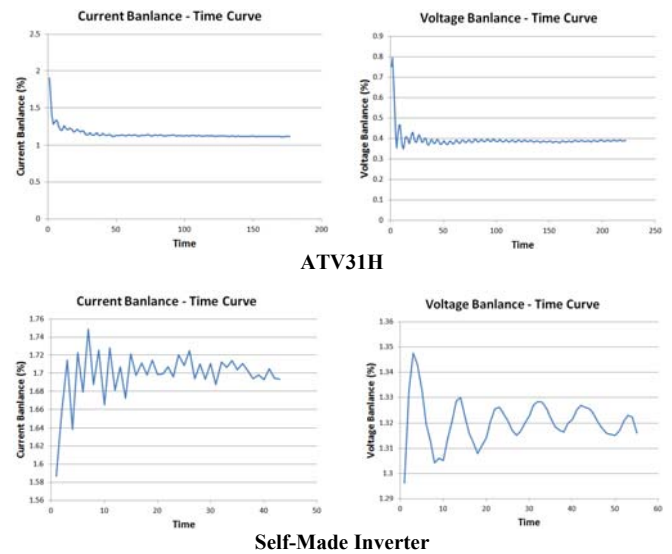 Current Banlance - Time Curve
Current Banlance (%)
2.5
2
1.5
1
0.5
0
0 50 100 150 200
Time
Voltage Banlance - Time Curve
Voltage Banlance (%)
0.9
0.8
0.7
0.6
0.5
0.4
0.3
0.2
0.1
0
0 50 100 150 200 250
Time
ATV31H
Current Banlance - Time Curve
Current Banlance (%)
1.76
1.74
1.72
1.7
1.68
1.66
1.64
1.62
1.6
1.58
1.56
0 10 20 30 40 50
Time
Voltage Banlance - Time Curve
Voltage Banlance (%)
1.36
1.35
1.34
1.33
1.32
1.31
1.3
1.29
0 10 20 30 40 50 60
Time
Self-Made Inverter